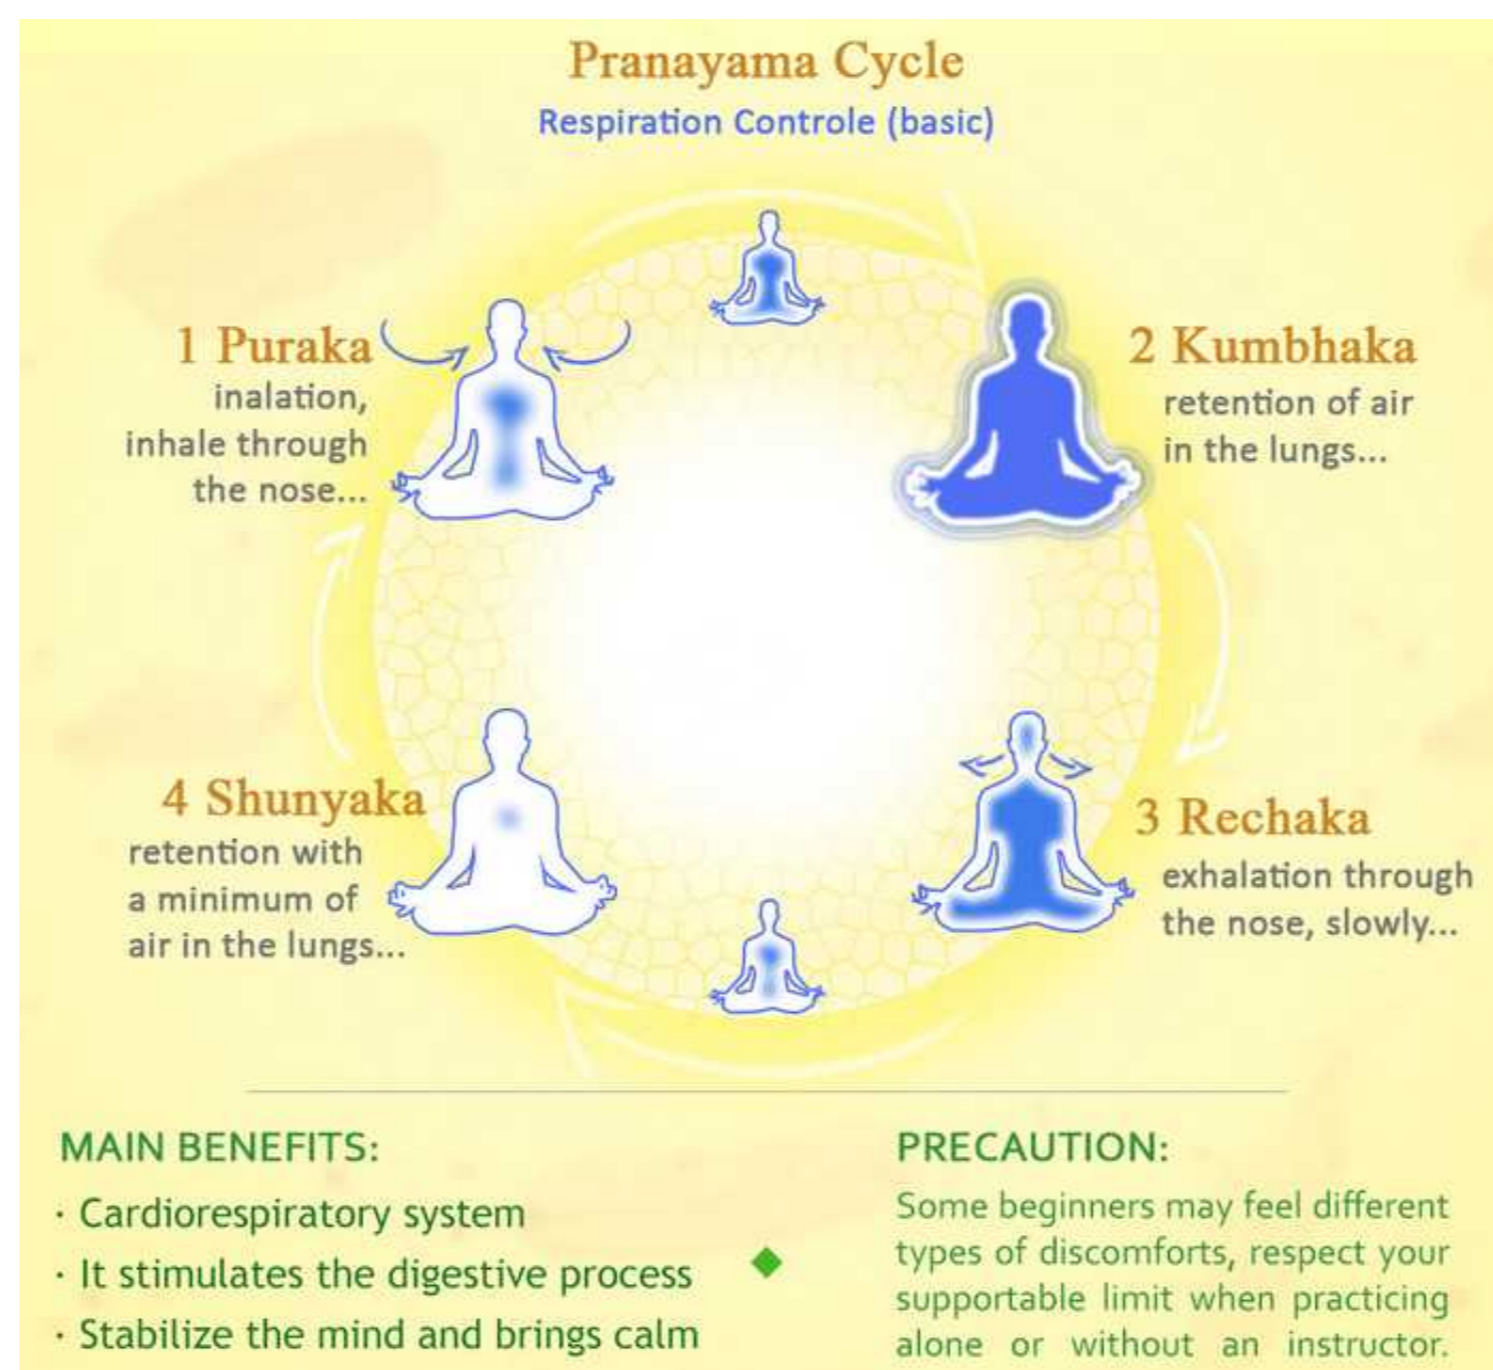 Pranayama Cycle
Respiration Controle (basic)
1 Puraka
inalation,
inhale through
the nose...
2 Kumbhaka
retention of air
in the lungs...
3 Rechaka
exhalation through
the nose, slowly...
4 Shunyaka
retention with
a minimum of
air in the lungs...
MAIN BENEFITS:
· Cardiorespiratory system
· It stimulates the digestive process
· Stabilize the mind and brings calm
PRECAUTION:
Some beginners may feel different
types of discomforts, respect your
supportable limit when practicing
alone or without an instructor.